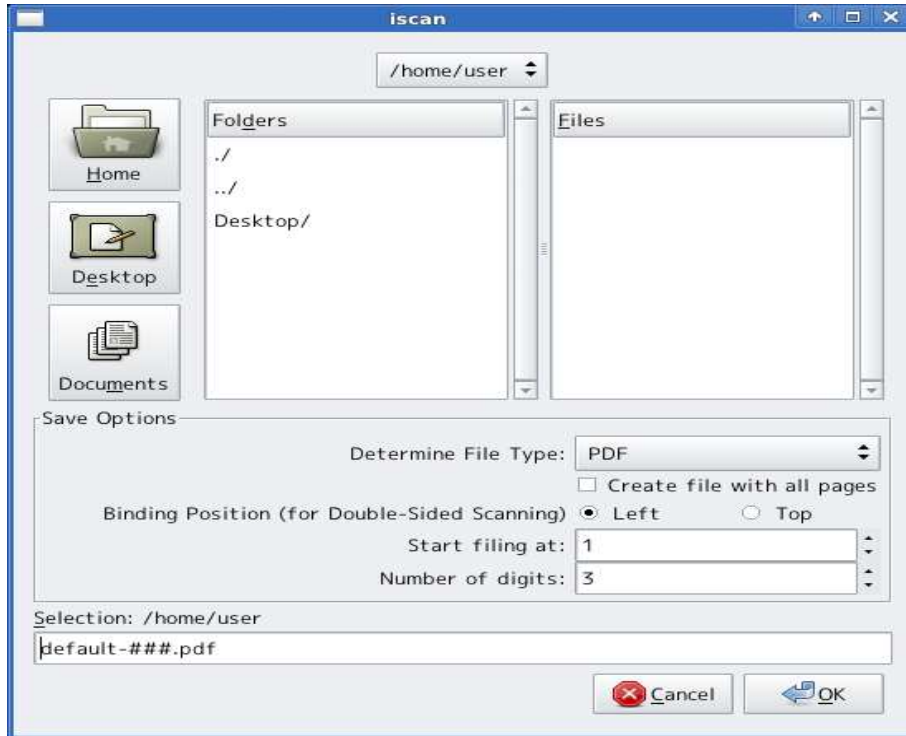 iscan
/home/user
Home
Desktop
Documents
Folders
./
../
Desktop/
Files
Save Options
Determine File Type: PDF
Create file with all pages
Binding Position (for Double-Sided Scanning) Left Top
Start filing at: 1
Number of digits: 3
Selection: /home/user
default-###.pdf
Cancel OK